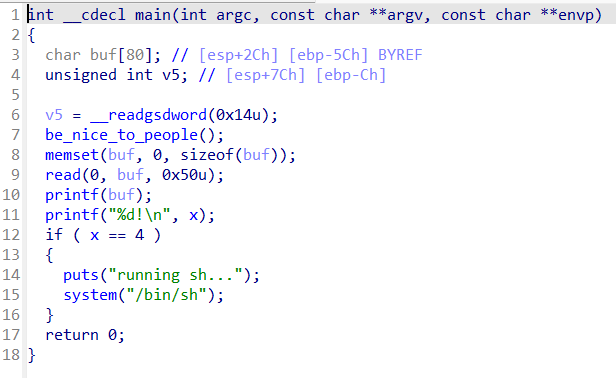 1 int __cdecl main(int argc, const char **argv, const char **envp)
2 {
3   char buf[80]; // [esp+2Ch] [ebp-5Ch] BYREF
4   unsigned int v5; // [esp+7Ch] [ebp-Ch]
5
6   v5 = __readgsdword(0x14u);
7   be_nice_to_people();
8   memset(buf, 0, sizeof(buf));
9   read(0, buf, 0x50u);
10   printf(buf);
11   printf("%d!\n", x);
12   if ( x == 4 )
13   {
14     puts("running sh...");
15     system("/bin/sh");
16   }
17   return 0;
18 }